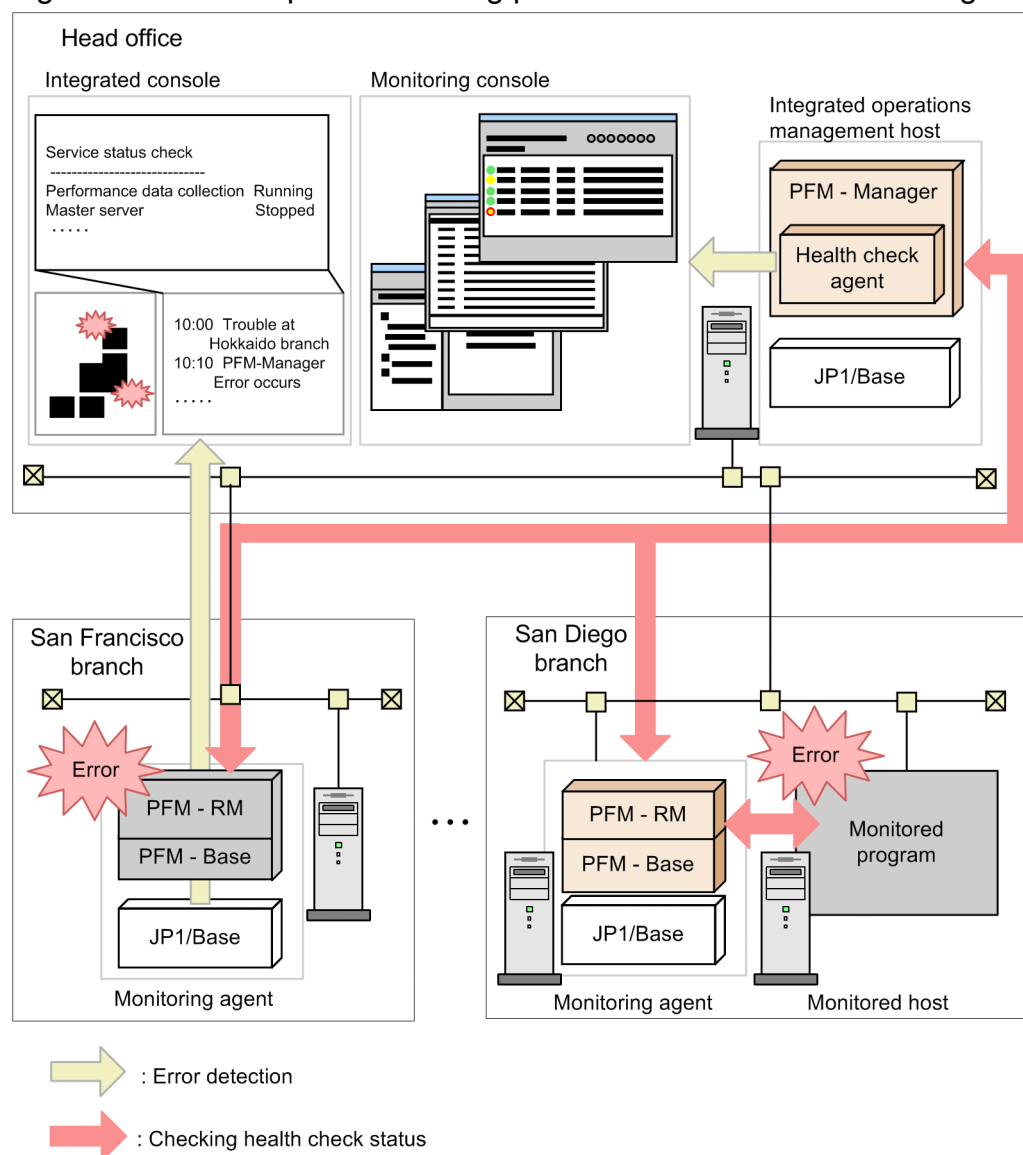 Head office
Integrated console
Monitoring console
Integrated operations
management host
Service status check
----------------------------
Performance data collection Running
Master server Stopped
. . . . .
10:00 Trouble at
Hokkaido branch
10:10 PFM-Manager
Error occurs
. . . . .
PFM - Manager
Health check
agent
JP1/Base
San Francisco
branch
Error
PFM - RM
PFM - Base
JP1/Base
Monitoring agent
. . .
San Diego
branch
Error
PFM - RM
PFM - Base
JP1/Base
Monitored
program
Monitoring agent
Monitored host
: Error detection
: Checking health check status